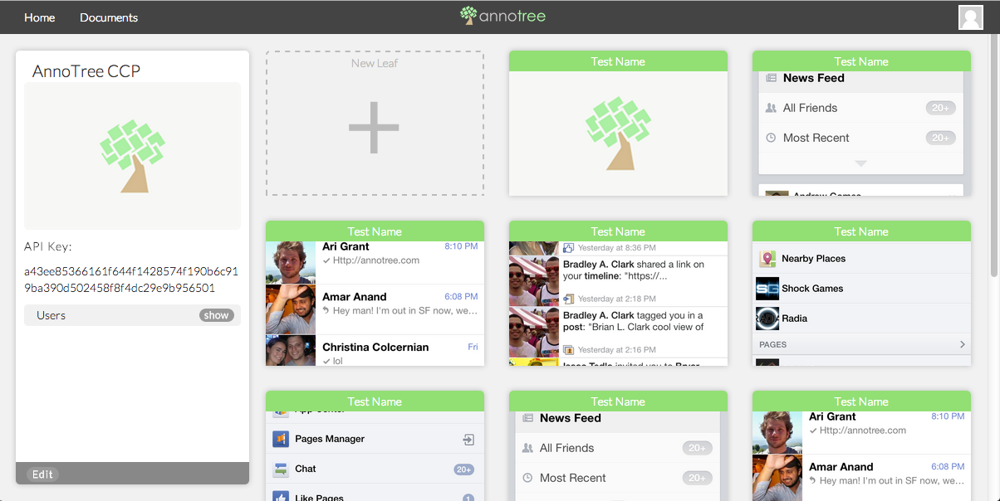 Home
Documents
annotree
AnnoTree CCP
API Key:
a43ee85366161f644f1428574f190b6c91
9ba390d502458f8f4dc29e9b956501
Users
show
Edit
New Leaf
Test Name
Test Name
News Feed
All Friends
20+
Most Recent
20+
Andrew Games
Test Name
Ari Grant
8:10 PM
Http://annotree.com
Amar Anand
6:08 PM
Hey man! I'm out in SF now, we...
Christina Colcernian
Fri
lol
Test Name
Yesterday at 8:36 PM
Bradley A. Clark shared a link on
your timeline: "https://...
Yesterday at 2:18 PM
Bradley A. Clark tagged you in a
post: "Brian L. Clark cool view of
Yesterday at 2:16 PM
invited you to
Test Name
Nearby Places
Shock Games
Radia
PAGES
Test Name
App Center
Pages Manager
Chat
20+
Like Pages
1
Test Name
News Feed
All Friends
20+
Most Recent
20+
Test Name
Ari Grant
8:10 PM
Http://annotree.com
Amar Anand
6:08 PM
Hey man! I'm out in SF now, we...